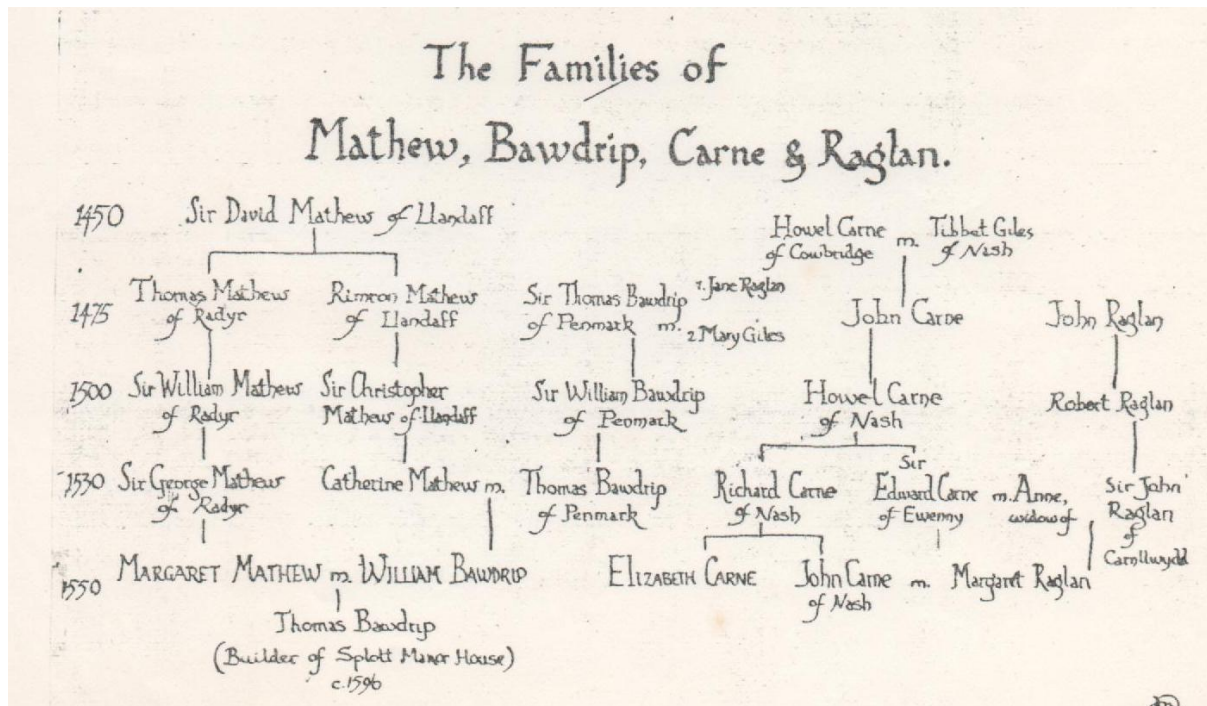 The Families of
Mathew, Bawdrip, Carne & Raglan.
1450 Sir David Mathew of Llandaff
Howel Carne m. Tibbet Giles
of Cowbridge of Nash
1475 Thomas Mathew Rimron Mathew Sir Thomas Bawdrip 1. Jane Raglan John Carne John Raglan
of Radyr of Llandaff of Penmark m. 2 Mary Giles
1500 Sir William Mathew Sir Christopher Sir William Bawdrip Howel Carne Robert Raglan
of Radyr Mathew of Llandaff of Penmark of Nash
1530 Sir George Mathew Catherine Mathew m. Thomas Bawdrip Richard Carne Sir Edward Carne m. Anne, Sir John
of Radyr of Penmark of Nash of Ewenny widow of Raglan
of
Carnllwydd
1550 MARGARET MATHEW m. WILLIAM BAWDRIP ELIZABETH CARNE John Carne m. Margaret Raglan
of Nash
Thomas Bawdrip
(Builder of Splott Manor House)
c.1596